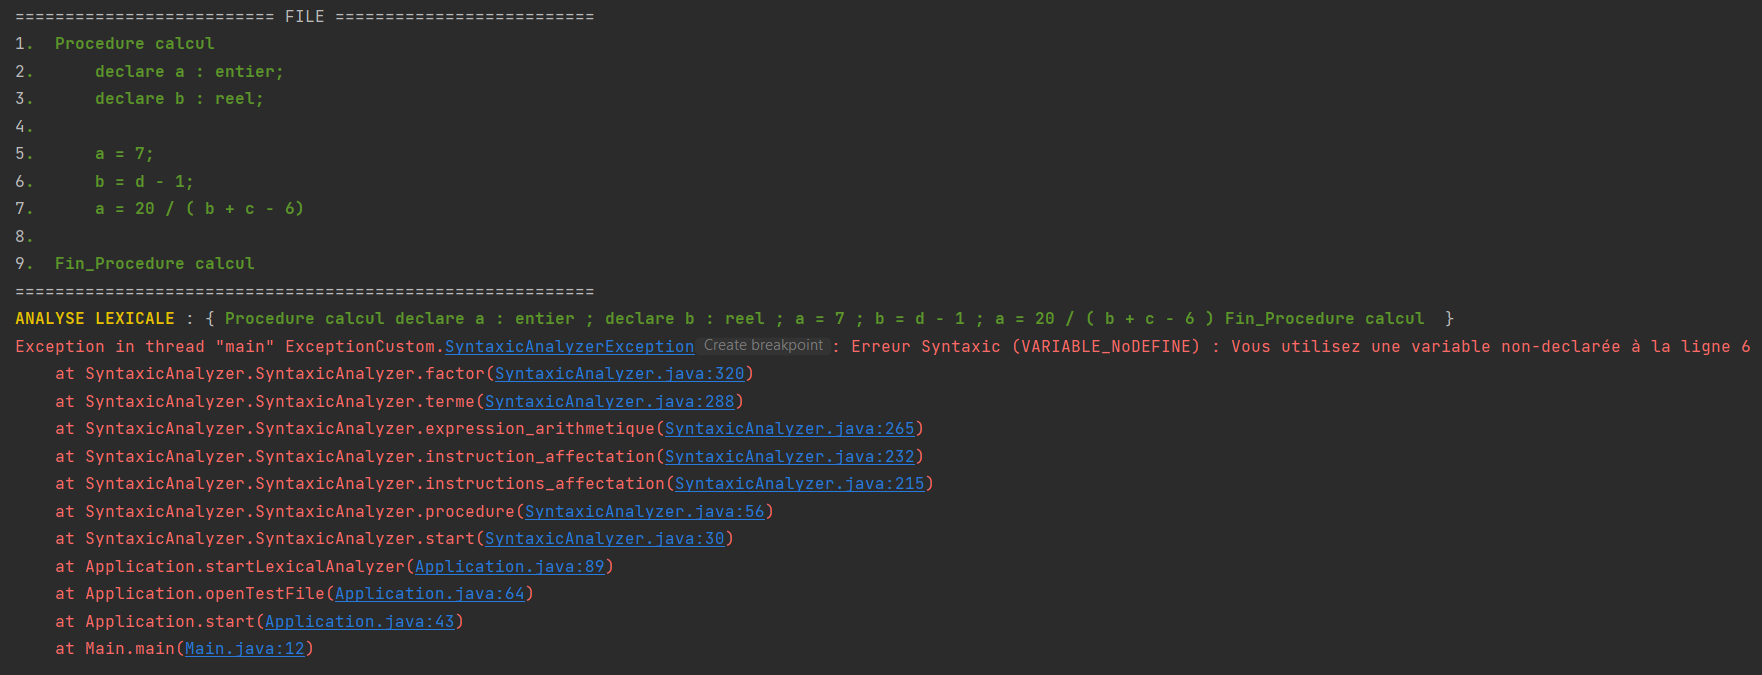 ========================== FILE ==========================
1.  Procedure calcul
2.      declare a : entier;
3.      declare b : reel;
4.
5.      a = 7;
6.      b = d - 1;
7.      a = 20 / ( b + c - 6)
8.
9.  Fin_Procedure calcul
==========================================================
ANALYSE LEXICALE : { Procedure calcul declare a : entier ; declare b : reel ; a = 7 ; b = d - 1 ; a = 20 / ( b + c - 6 ) Fin_Procedure calcul  }
Exception in thread "main" ExceptionCustom.SyntaxicAnalyzerException Create breakpoint : Erreur Syntaxic (VARIABLE_NoDEFINE) : Vous utilisez une variable non-declarée à la ligne 6
    at SyntaxicAnalyzer.SyntaxicAnalyzer.factor(SyntaxicAnalyzer.java:320)
    at SyntaxicAnalyzer.SyntaxicAnalyzer.terme(SyntaxicAnalyzer.java:288)
    at SyntaxicAnalyzer.SyntaxicAnalyzer.expression_arithmetique(SyntaxicAnalyzer.java:265)
    at SyntaxicAnalyzer.SyntaxicAnalyzer.instruction_affectation(SyntaxicAnalyzer.java:232)
    at SyntaxicAnalyzer.SyntaxicAnalyzer.instructions_affectation(SyntaxicAnalyzer.java:215)
    at SyntaxicAnalyzer.SyntaxicAnalyzer.procedure(SyntaxicAnalyzer.java:56)
    at SyntaxicAnalyzer.SyntaxicAnalyzer.start(SyntaxicAnalyzer.java:30)
    at Application.startLexicalAnalyzer(Application.java:89)
    at Application.openTestFile(Application.java:64)
    at Application.start(Application.java:43)
    at Main.main(Main.java:12)